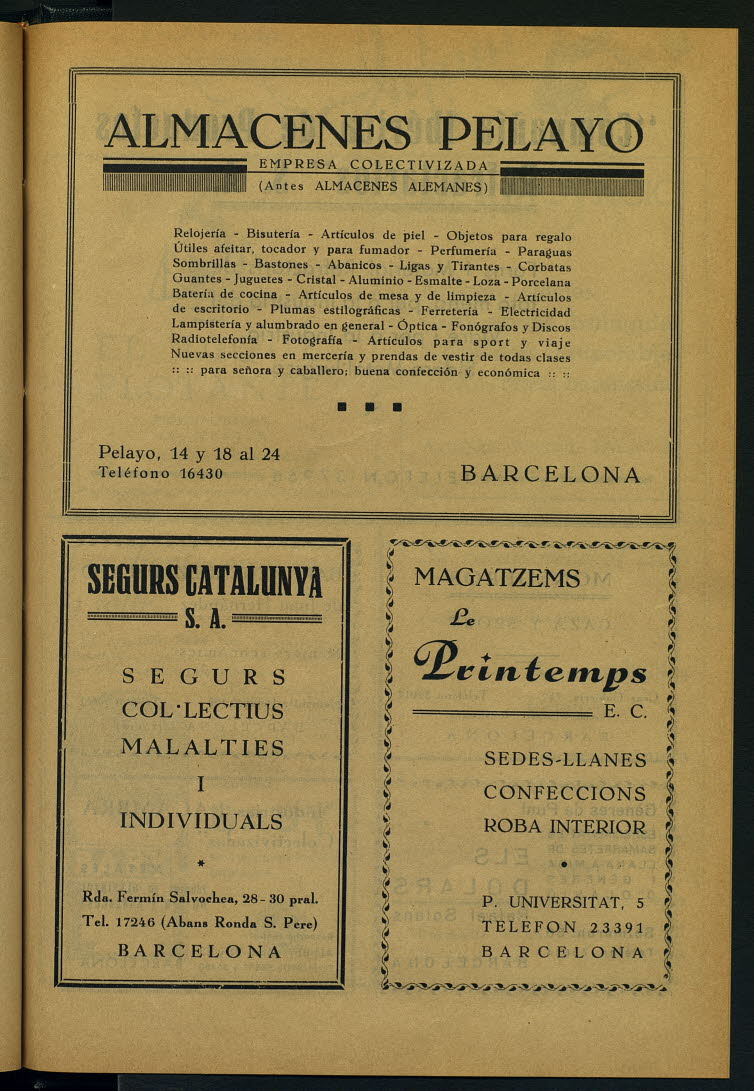 ALMACENES PELAYO
EMPRESA COLECTIVIZADA
(Antes ALMACENES ALEMANES)
Relojería - Bisutería - Artículos de piel - Objetos para regalo
Útiles afeitar, tocador y para fumador - Perfumería - Paraguas
Sombrillas - Bastones - Abanicos - Ligas y Tirantes - Corbatas
Guantes - Juguetes - Cristal - Aluminio - Esmalte - Loza - Porcelana
Batería de cocina - Artículos de mesa y de limpieza - Artículos
de escritorio - Plumas estilográficas - Ferretería - Electricidad
Lampistería y alumbrado en general - Óptica - Fonógrafos y Discos
Radiotelefonía - Fotografía - Artículos para sport y viaje
Nuevas secciones en mercería y prendas de vestir de todas clases
:: :: para señora y caballero; buena confección y económica :: ::
Pelayo, 14 y 18 al 24
Teléfono 16430
BARCELONA
SEGURS CATALUNYA
S. A.
SEGURS
COL·LECTIUS
MALALTIES
I
INDIVIDUALS
*
Rda. Fermín Salvochea, 28-30 pral.
Tel. 17246 (Abans Ronda S. Pere)
BARCELONA
MAGATZEMS
Le
Printemps
E. C.
SEDES-LLANES
CONFECCIONS
ROBA INTERIOR
P. UNIVERSITAT, 5
TELEFON 23391
BARCELONA